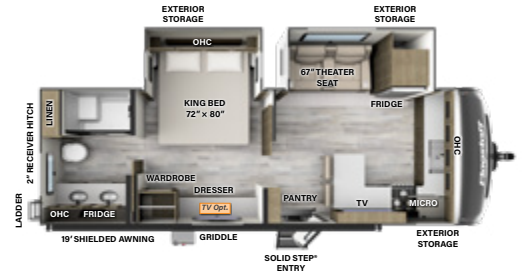 EXTERIOR
STORAGE
EXTERIOR
STORAGE
OHC
67" THEATER
SEAT
KING BED
72" × 80"
FRIDGE
LINEN
2" RECEIVER HITCH
OHC
Flagstaff
WARDROBE
DRESSER
TV Opt.
PANTRY
TV
MICRO
LADDER
OHC
FRIDGE
19' SHIELDED AWNING
GRIDDLE
EXTERIOR
STORAGE
SOLID STEP®
ENTRY